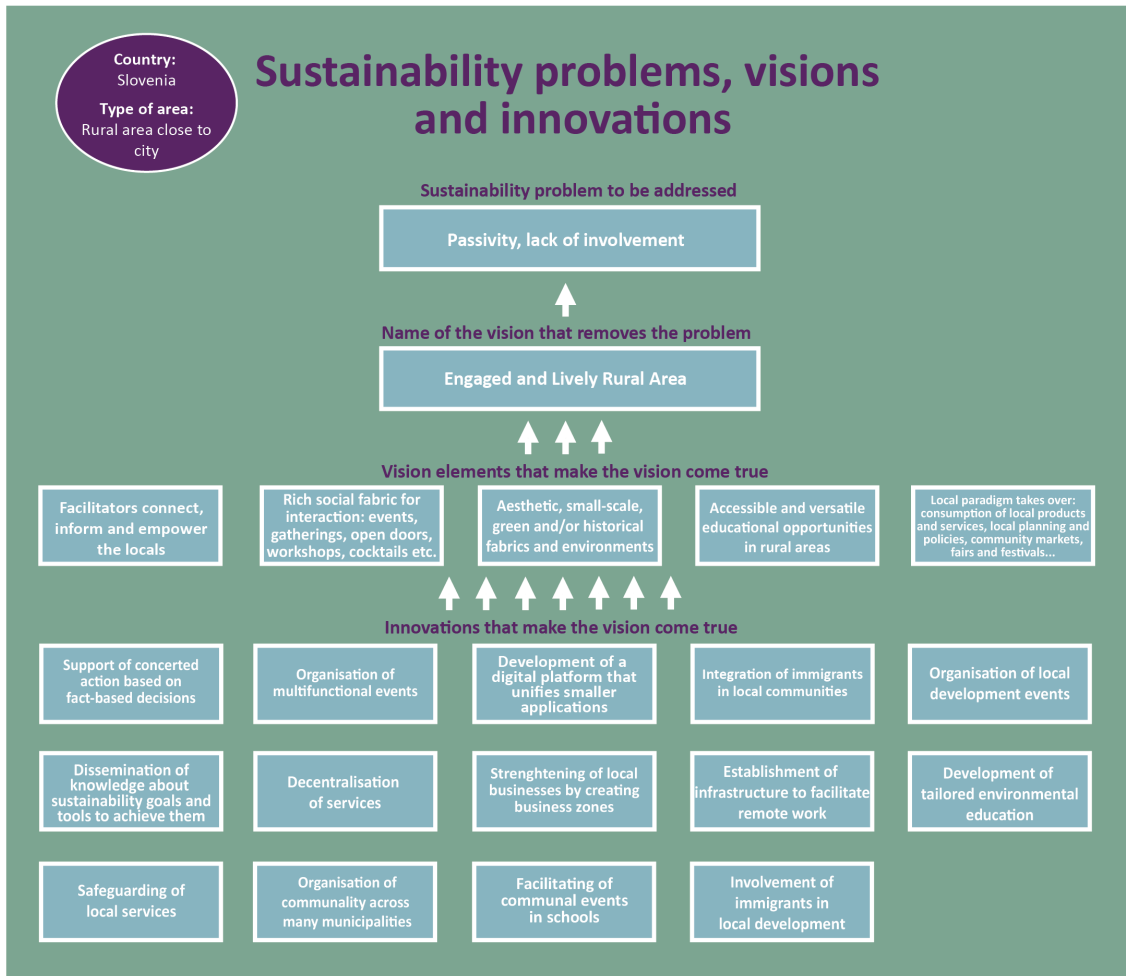 Country:
Slovenia
Type of area:
Rural area close to
city
Sustainability problems, visions
and innovations
Sustainability problem to be addressed
Passivity, lack of involvement
Name of the vision that removes the problem
Engaged and Lively Rural Area
Vision elements that make the vision come true
Facilitators connect,
inform and empower
the locals
Rich social fabric for
interaction: events,
gatherings, open doors,
workshops, cocktails etc.
Aesthetic, small-scale,
green and/or historical
fabrics and environments
Accessible and versatile
educational opportunities
in rural areas
Local paradigm takes over:
consumption of local products
and services, local planning and
policies, community markets,
fairs and festivals...
Innovations that make the vision come true
Support of concerted
action based on
fact-based decisions
Organisation of
multifunctional events
Development of a
digital platform that
unifies smaller
applications
Integration of immigrants
in local communities
Organisation of local
development events
Dissemination of
knowledge about
sustainability goals and
tools to achieve them
Decentralisation
of services
Strenghtening of local
businesses by creating
business zones
Establishment of
infrastructure to facilitate
remote work
Development of
tailored environmental
education
Safeguarding of
local services
Organisation of
communality across
many municipalities
Facilitating of
communal events
in schools
Involvement of
immigrants in
local development